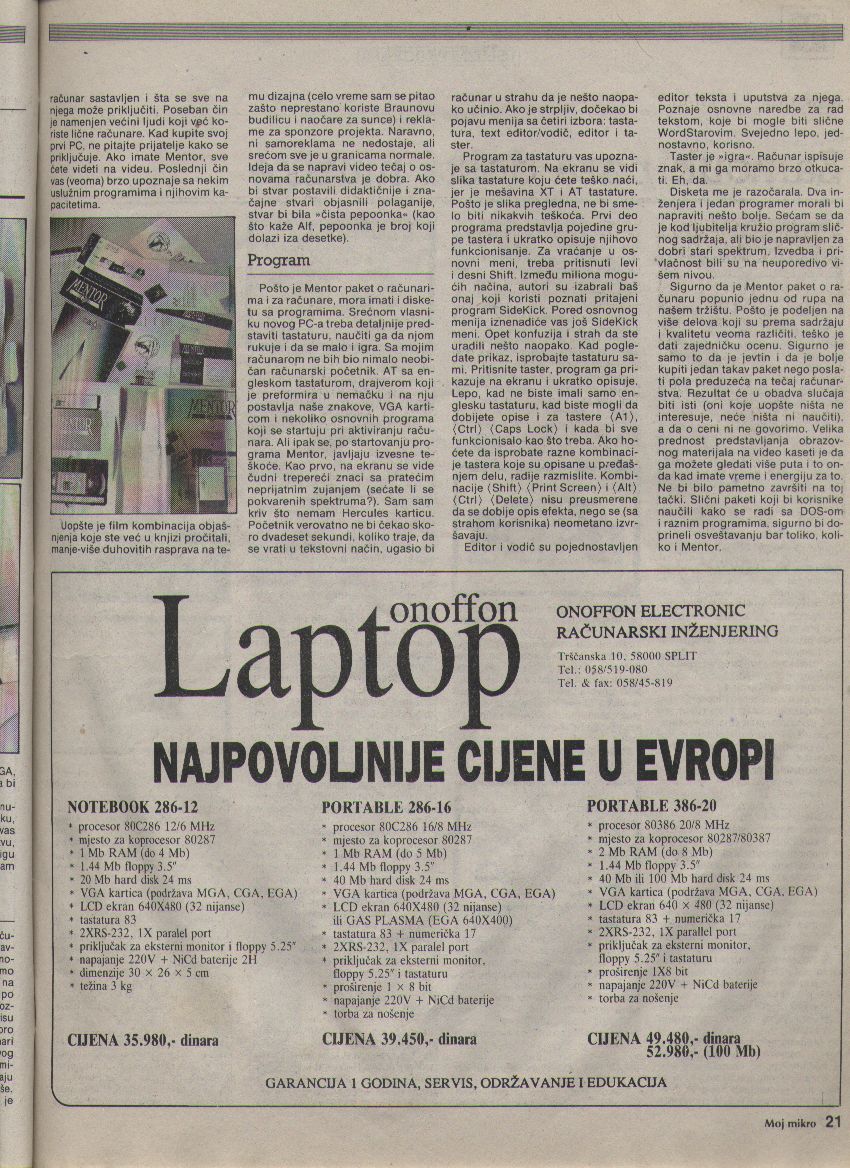 računar sastavljen i šta se sve na
njega može priključiti. Poseban čin
je namenjen većini ljudi koji već ko-
riste lične računare. Kad kupite svoj
prvi PC, ne pitajte prijatelje kako se
priključuje. Ako imate Mentor, sve
ćete videti na videu. Poslednji čin
vas (veoma) brzo upoznaje sa nekim
uslužnim programima i njihovim ka-
pacitetima.
MENTOR
MENTOR
Uopšte je film kombinacija objaš-
njenja koje ste već u knjizi pročitali,
manje-više duhovitih rasprava na te-
mu dizajna (celo vreme sam se pitao
zašto neprestano koriste Braunovu
budilicu i naočare za sunce) i rekla-
me za sponzore projekta. Naravno,
ni samoreklama ne nedostaje, ali
srećom sve je u granicama normale.
Ideja da se napravi video tečaj o os-
novama računarstva je dobra. Ako
bi stvar postavili didaktičnije i zna-
čajne stvari objasnili polaganije,
stvar bi bila »čista pepoonka« (kao
što kaže Alf, pepoonka je broj koji
dolazi iza desetke).
Program
Pošto je Mentor paket o računari-
ma i za računare, mora imati i diske-
tu sa programima. Srećnom vlasni-
ku novog PC-a treba detaljnije pred-
staviti tastaturu, naučiti ga da njom
rukuje i da se malo i igra. Sa mojim
računarom ne bih bio nimalo neobi-
čan računarski početnik. AT sa en-
gleskom tastaturom, drajverom koji
je preformira u nemačku i na nju
postavlja naše znakove, VGA karti-
com i nekoliko osnovnih programa
koji se startuju pri aktiviranju raču-
nara. Ali ipak se, po startovanju pro-
grama Mentor, javljaju izvesne te-
škoće. Kao prvo, na ekranu se vide
čudni trepereći znaci sa pratećim
neprijatnim zujanjem (sećate li se
pokvarenih spektruma?). Sam sam
kriv što nemam Hercules karticu.
Početnik verovatno ne bi čekao sko-
ro dvadeset sekundi, koliko traje, da
se vrati u tekstovni način, ugasio bi
računar u strahu da je nešto naopa-
ko učinio. Ako je strpljiv, dočekao bi
pojavu menija sa četiri izbora: tasta-
tura, text editor/vodič, editor i ta-
ster.
Program za tastaturu vas upozna-
je sa tastaturom. Na ekranu se vidi
slika tastature koju ćete teško naći,
jer je mešavina XT i AT tastature.
Pošto je slika pregledna, ne bi sme-
lo biti nikakvih teškoća. Prvi deo
programa predstavlja pojedine gru-
pe tastera i ukratko opisuje njihovo
funkcionisanje. Za vraćanje u os-
novni meni, treba pritisnuti levi
i desni Shift. Između miliona mogu-
ćih načina, autori su izabrali baš
onaj koji koristi poznati pritajeni
program SideKick. Pored osnovnog
menija iznenadiće vas još SideKick
meni. Opet konfuzija i strah da ste
uradili nešto naopako. Kad pogle-
date prikaz, isprobajte tastaturu sa-
mi. Pritisnite taster, program ga pri-
kazuje na ekranu i ukratko opisuje.
Lepo, kad ne biste imali samo en-
glesku tastaturu, kad biste mogli da
dobijete opise i za tastere ⟨A1⟩,
⟨Ctrl⟩ ⟨Caps Lock⟩ i kada bi sve
funkcionisalo kao što treba. Ako ho-
ćete da isprobate razne kombinaci-
je tastera koje su opisane u pređaš-
njem delu, radije razmislite. Kombi-
nacije ⟨Shift⟩ ⟨Print Screen⟩ i ⟨Alt⟩
⟨Ctrl⟩ ⟨Delete⟩ nisu preusmerene
da se dobije opis efekta, nego se (sa
strahom korisnika) neometano izvr-
šavaju.
Editor i vodič su pojednostavljen
editor teksta i uputstva za njega.
Poznaje osnovne naredbe za rad
tekstom, koje bi mogle biti slične
WordStarovim. Svejedno lepo, jed-
nostavno, korisno.
Taster je »igra«. Računar ispisuje
znak, a mi ga moramo brzo otkuca-
ti. Eh, da.
Disketa me je razočarala. Dva in-
ženjera i jedan programer morali bi
napraviti nešto bolje. Sećam se da
je kod ljubitelja kružio program slič-
nog sadržaja, ali bio je napravljen za
dobri stari spektrum. Izvedba i pri-
vlačnost bili su na neuporedivo vi-
šem nivou.
Sigurno da je Mentor paket o ra-
čunaru popunio jednu od rupa na
našem tržištu. Pošto je podeljen na
više delova koji su prema sadržaju
i kvalitetu veoma različiti, teško je
dati zajedničku ocenu. Sigurno je
samo to da je jevtin i da je bolje
kupiti jedan takav paket nego posla-
ti pola preduzeća na tečaj računar-
stva. Rezultat će u obadva slučaja
biti isti (oni koje uopšte ništa ne
interesuje, neće ništa ni naučiti),
a da o ceni ni ne govorimo. Velika
prednost predstavljanja obrazov-
nog materijala na video kaseti je da
ga možete gledati više puta i to on-
da kad imate vreme i energiju za to.
Ne bi bilo pametno završiti na toj
tački. Slični paketi koji bi korisnike
naučili kako se radi sa DOS-om
i raznim programima, sigurno bi do-
prineli osveštavanju bar toliko, koli-
ko i Mentor.
onoffon
Laptop
ONOFFON ELECTRONIC
RAČUNARSKI INŽENJERING
Tršćanska 10, 58000 SPLIT
Tel.: 058/519-080
Tel. & fax: 058/45-819
NAJPOVOLJNIJE CIJENE U EVROPI
NOTEBOOK 286-12
* procesor 80C286 12/6 MHz
* mjesto za koprocesor 80287
* 1 Mb RAM (do 4 Mb)
* 1.44 Mb floppy 3.5"
* 20 Mb hard disk 24 ms
* VGA kartica (podržava MGA, CGA, EGA)
* LCD ekran 640X480 (32 nijanse)
* tastatura 83
* 2XRS-232, 1X paralel port
* priključak za eksterni monitor i floppy 5.25"
* napajanje 220V + NiCd baterije 2H
* dimenzije 30 × 26 × 5 cm
* težina 3 kg
CIJENA 35.980,- dinara
PORTABLE 286-16
* procesor 80C286 16/8 MHz
* mjesto za koprocesor 80287
* 1 Mb RAM (do 5 Mb)
* 1.44 Mb floppy 3.5"
* 40 Mb hard disk 24 ms
* VGA kartica (podržava MGA, CGA, EGA)
* LCD ekran 640X480 (32 nijanse)
ili GAS PLASMA (EGA 640X400)
* tastatura 83 + numerička 17
* 2XRS-232, 1X paralel port
* priključak za eksterni monitor,
floppy 5.25" i tastaturu
* proširenje 1 × 8 bit
* napajanje 220V + NiCd baterije
* torba za nošenje
CIJENA 39.450,- dinara
PORTABLE 386-20
* procesor 80386 20/8 MHz
* mjesto za koprocesor 80287/80387
* 2 Mb RAM (do 8 Mb)
* 1.44 Mb floppy 3.5"
* 40 Mb ili 100 Mb hard disk 24 ms
* VGA kartica (podržava MGA, CGA, EGA)
* LCD ekran 640 × 480 (32 nijanse)
* tastatura 83 + numerička 17
* 2XRS-232, 1X parallel port
* priključak za eksterni monitor,
floppy 5.25" i tastaturu
* proširenje 1X8 bit
* napajanje 220V + NiCd baterije
* torba za nošenje
CIJENA 49.480,- dinara
52.980,- (100 Mb)
GARANCIJA 1 GODINA, SERVIS, ODRŽAVANJE I EDUKACIJA
Moj mikro 21